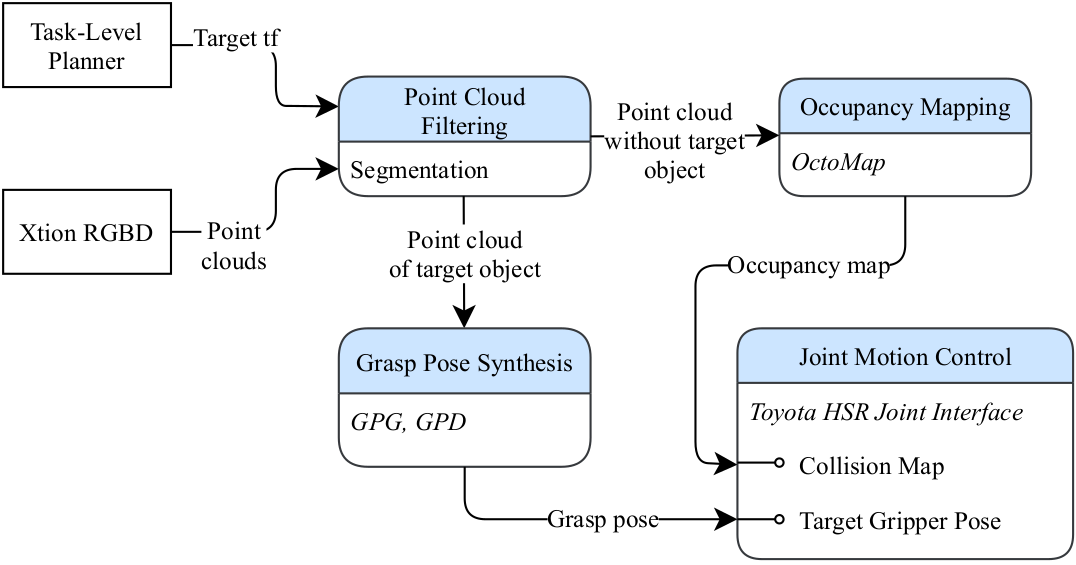 Task-Level
Planner
Target tf
Point Cloud
Filtering
Segmentation
Point cloud
without target
object
Occupancy Mapping
OctoMap
Xtion RGBD
Point
clouds
Point cloud
of target object
Occupancy map
Grasp Pose Synthesis
GPG, GPD
Joint Motion Control
Toyota HSR Joint Interface
Collision Map
Grasp pose
Target Gripper Pose